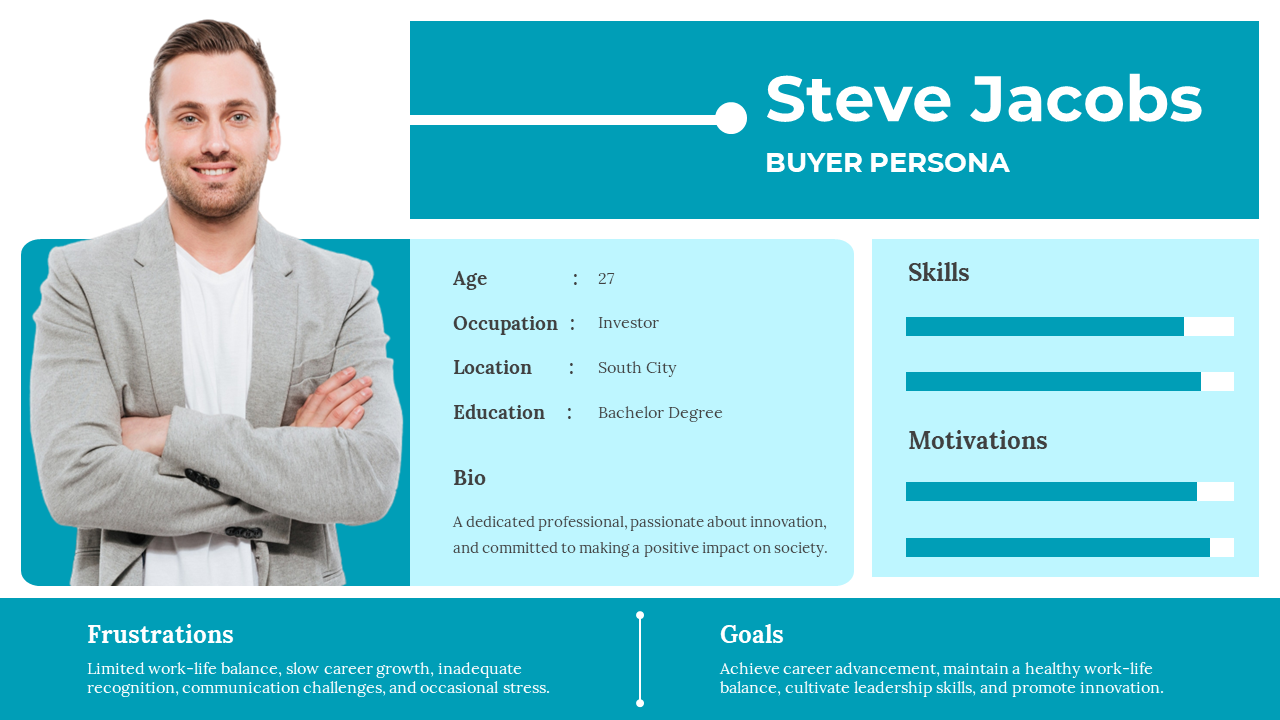 Steve Jacobs
BUYER PERSONA
Age : 27
Occupation : Investor
Location : South City
Education : Bachelor Degree
Bio
A dedicated professional, passionate about innovation,
and committed to making a positive impact on society.
Skills
Motivations
Frustrations
Limited work-life balance, slow career growth, inadequate
recognition, communication challenges, and occasional stress.
Goals
Achieve career advancement, maintain a healthy work-life
balance, cultivate leadership skills, and promote innovation.